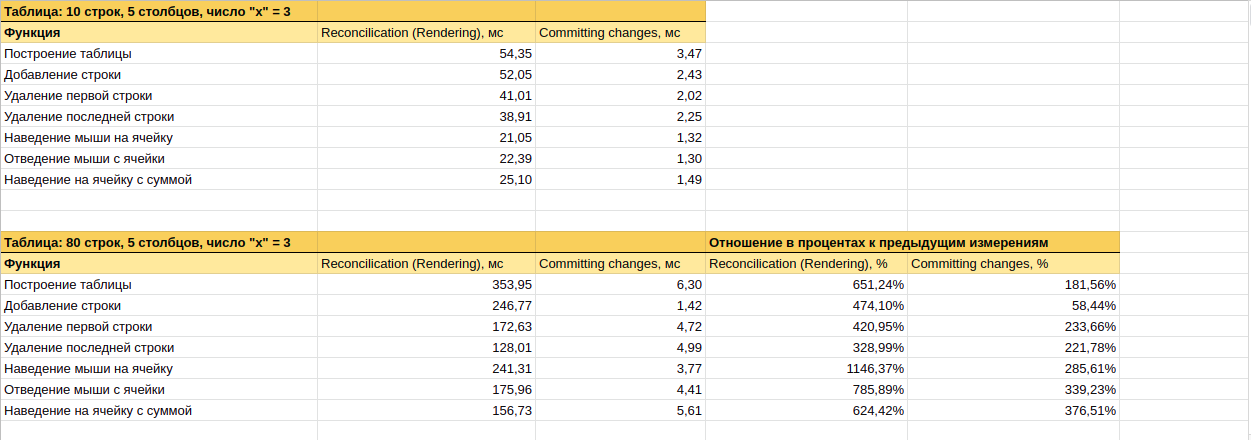 Таблица: 10 строк, 5 столбцов, число "x" = 3
Функция Reconcilication (Rendering), мс Committing changes, мс
Построение таблицы 54,35 3,47
Добавление строки 52,05 2,43
Удаление первой строки 41,01 2,02
Удаление последней строки 38,91 2,25
Наведение мыши на ячейку 21,05 1,32
Отведение мыши с ячейки 22,39 1,30
Наведение на ячейку с суммой 25,10 1,49
Таблица: 80 строк, 5 столбцов, число "x" = 3 Отношение в процентах к предыдущим измерениям
Функция Reconcilication (Rendering), мс Committing changes, мс Reconcilication (Rendering), % Committing changes, %
Построение таблицы 353,95 6,30 651,24% 181,56%
Добавление строки 246,77 1,42 474,10% 58,44%
Удаление первой строки 172,63 4,72 420,95% 233,66%
Удаление последней строки 128,01 4,99 328,99% 221,78%
Наведение мыши на ячейку 241,31 3,77 1146,37% 285,61%
Отведение мыши с ячейки 175,96 4,41 785,89% 339,23%
Наведение на ячейку с суммой 156,73 5,61 624,42% 376,51%